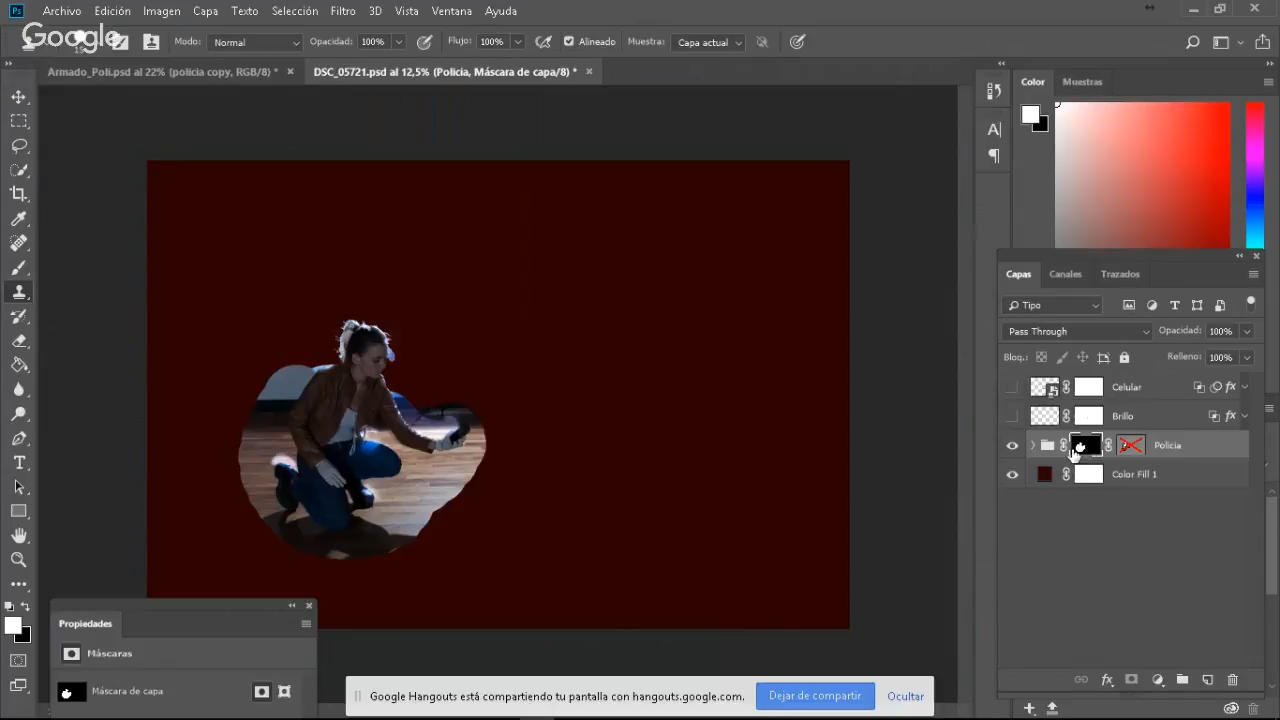 Ps Archivo Edición Imagen Capa Texto Selección Filtro 3D Vista Ventana Ayuda
Google
Modo: Normal Opacidad: 100% Flujo: 100% Alineado Muestra: Capa actual
Armado_Poli.psd al 22% (policia copy, RGB/8) *
DSC_05721.psd al 12,5% (Policia, Máscara de capa/8) *
Color Muestras
Capas Canales Trazados
Tipo
Pass Through Opacidad: 100%
Bloq.: Relleno: 100%
Celular fx
Brillo fx
Policia
Color Fill 1
Propiedades
Máscaras
Máscara de capa
Google Hangouts está compartiendo tu pantalla con hangouts.google.com. Dejar de compartir Ocultar
fx